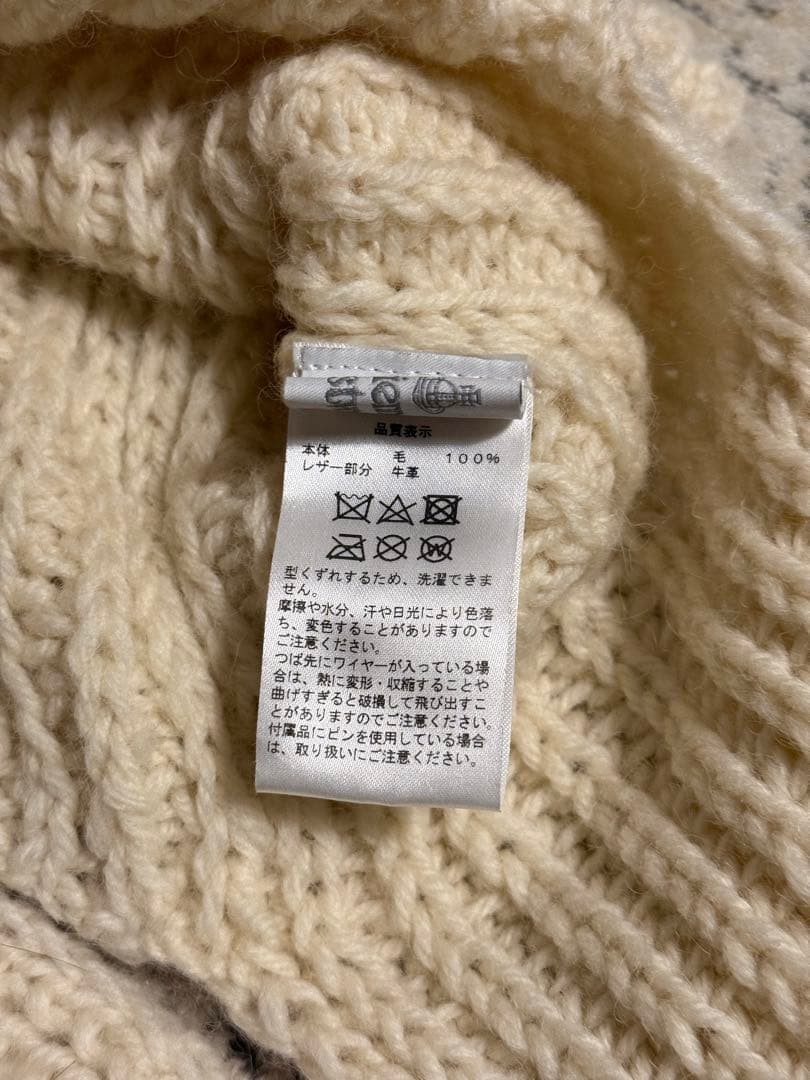 品質表示
本体 毛 100%
レザー部分 牛革
型くずれするため、洗濯できま
せん。
摩擦や水分、汗や日光により色落
ち、変色することがありますので
ご注意ください。
つば先にワイヤーが入っている場
合は、熱に変形・収縮することや
曲げすぎると破損して飛び出すこ
とがありますのでご注意ください。
付属品にピンを使用している場合
は、取り扱いにご注意ください。